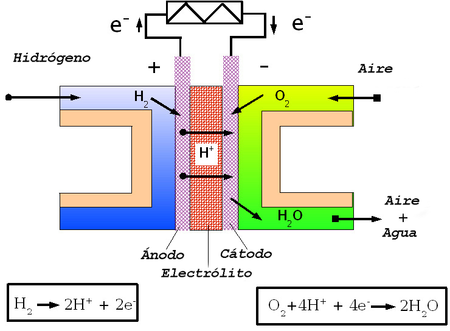 e⁻ e⁻
Hidrógeno + − Aire
H₂ O₂
H⁺
H₂O
Aire
+
Agua
Ánodo Cátodo
Electrólito
H₂ → 2H⁺ + 2e⁻
O₂+4H⁺ + 4e⁻→2H₂O